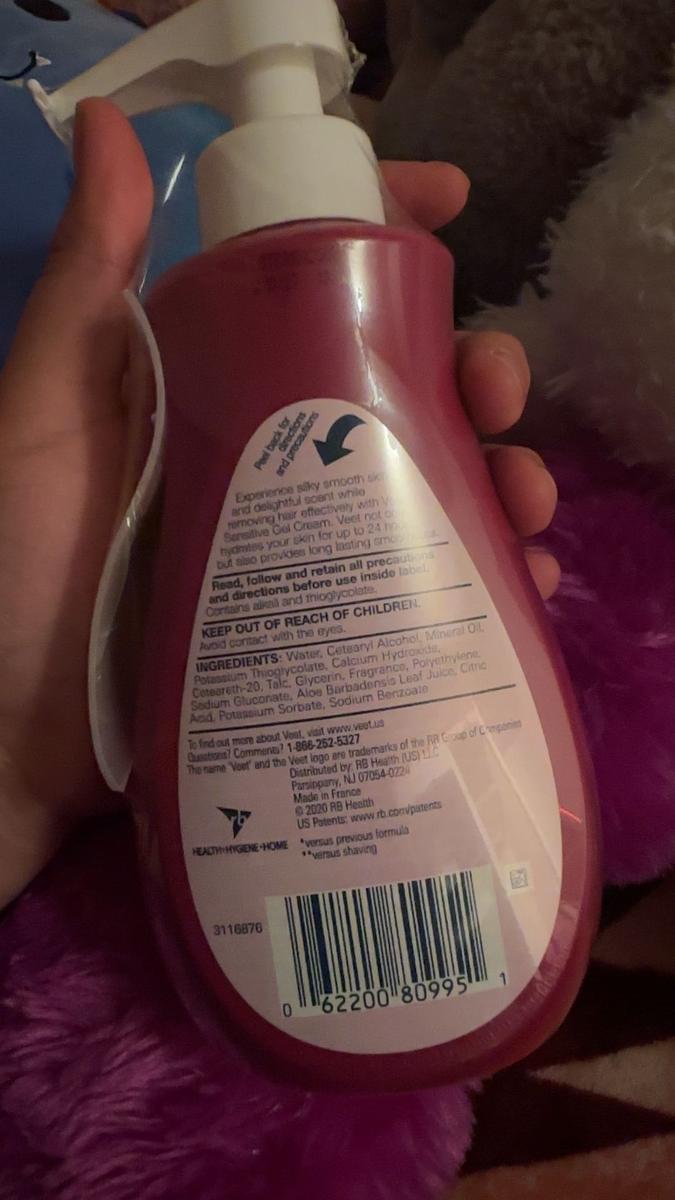 Peel back for
directions
and precautions
Experience silky smooth skin
and delightful scent while
removing hair effectively with
Sensitive Gel Cream. Veet not
hydrates your skin for up to 24
but also provides long lasting
Read, follow and retain all precautions
and directions before use inside label.
Contains alkali and thioglycolate.
KEEP OUT OF REACH OF CHILDREN.
Avoid contact with the eyes.
INGREDIENTS: Water, Cetearyl Alcohol, Mineral Oil,
Potassium Thioglycolate, Calcium Hydroxide,
Ceteareth-20, Talc, Glycerin, Fragrance, Polyethylene,
Sodium Gluconate, Aloe Barbadensis Leaf Juice, Citric
Acid, Potassium Sorbate, Sodium Benzoate
To find out more about Veet, visit www.veet.us
Questions? Comments? 1-866-252-5327
The name 'Veet' and the Veet logo are trademarks of the RB Group of Companies
Distributed by: RB Health (US) LLC
Parsippany, NJ 07054-0224
Made in France
© 2020 RB Health
US Patents: www.rb.com/patents
rb
HEALTH•HYGIENE•HOME
*versus previous formula
**versus shaving
3116876
0 62200 80995 1